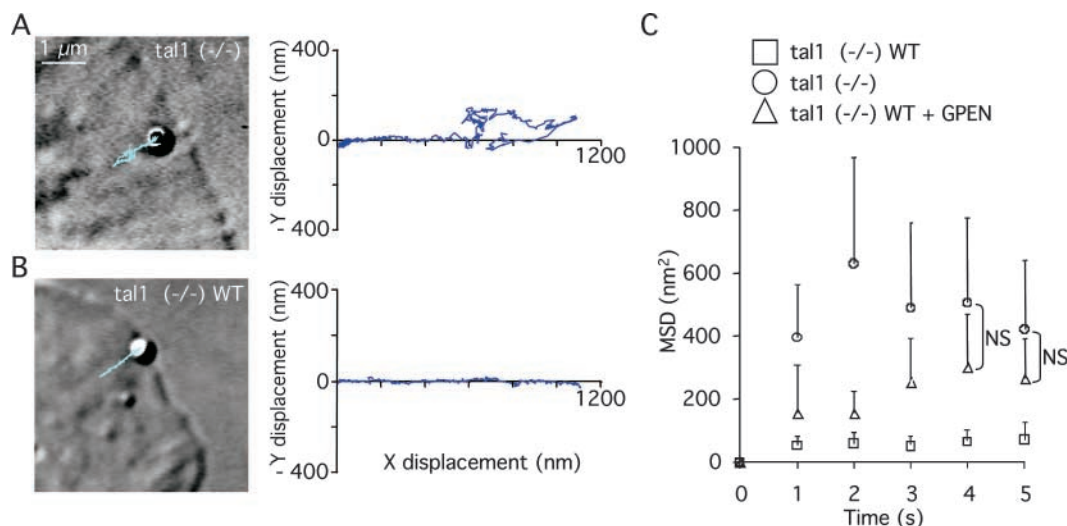 A
1 µm
tal1 (-/-)
- Y displacement (nm)
400
0
400
1200
B
tal1 (-/-) WT
- Y displacement (nm)
400
0
400
1200
X displacement (nm)
C
tal1 (-/-) WT
tal1 (-/-)
tal1 (-/-) WT + GPEN
MSD (nm²)
1000
800
600
400
200
0
NS
NS
0 1 2 3 4 5
Time (s)